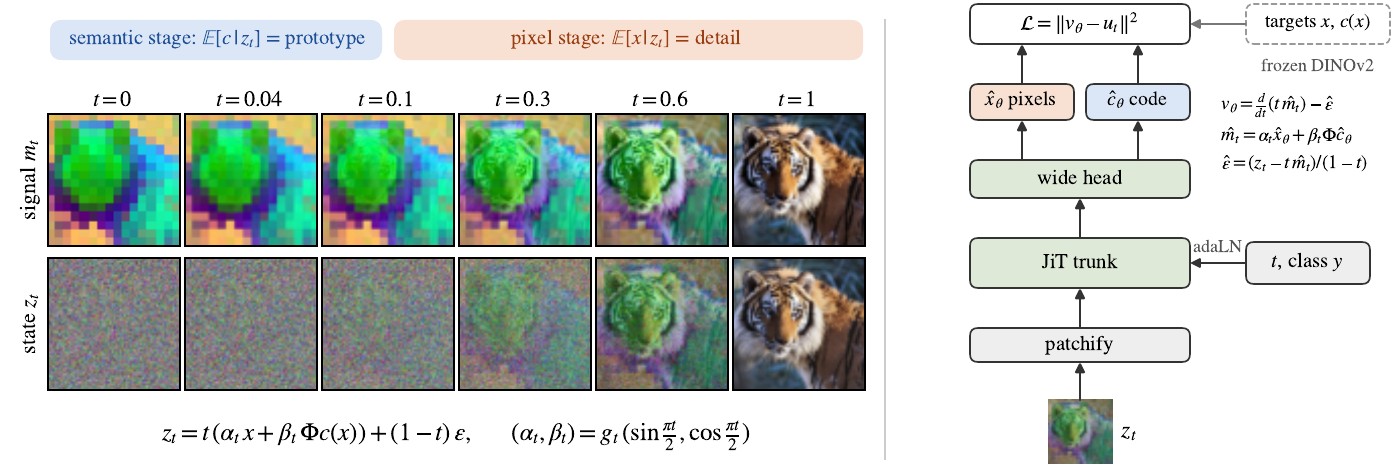 semantic stage: 𝔼[c|z_t] = prototype
pixel stage: 𝔼[x|z_t] = detail
t=0
t=0.04
t=0.1
t=0.3
t=0.6
t=1
signal m_t
state z_t
z_t = t(α_t x + β_t Φc(x)) + (1−t) ε,
(α_t, β_t) = g_t (sin πt/2, cos πt/2)
ℒ = ‖v_θ − u_t‖²
targets x, c(x)
frozen DINOv2
x̂_θ pixels
ĉ_θ code
v_θ = d/dt (t m̂_t) − ε̂
m̂_t = α_t x̂_θ + β_t Φĉ_θ
ε̂ = (z_t − t m̂_t)/(1 − t)
wide head
JiT trunk
adaLN
t, class y
patchify
z_t